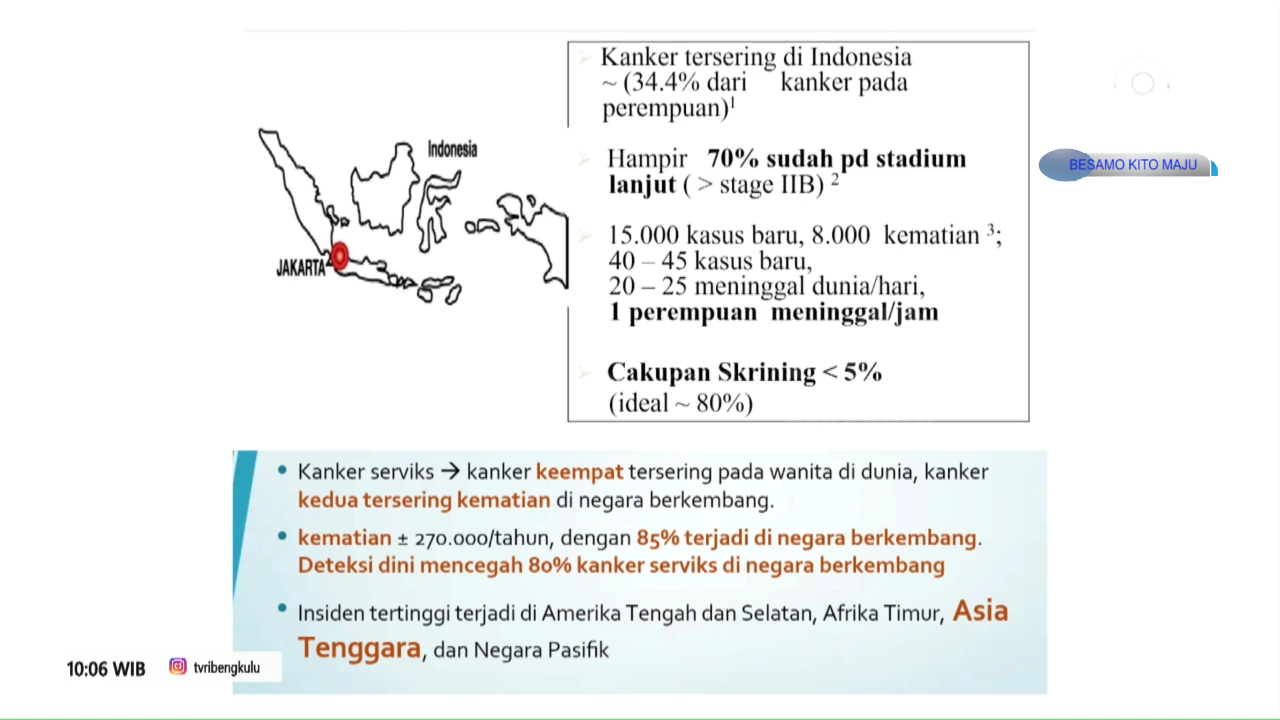 Kanker tersering di Indonesia
~ (34.4% dari kanker pada
perempuan)1
Hampir 70% sudah pd stadium
lanjut ( > stage IIB) 2
15.000 kasus baru, 8.000 kematian 3;
40 – 45 kasus baru,
20 – 25 meninggal dunia/hari,
1 perempuan meninggal/jam
Cakupan Skrining < 5%
(ideal ~ 80%)
Indonesia
JAKARTA
BESAMO KITO MAJU
• Kanker serviks → kanker keempat tersering pada wanita di dunia, kanker
kedua tersering kematian di negara berkembang.
• kematian ± 270.000/tahun, dengan 85% terjadi di negara berkembang.
Deteksi dini mencegah 80% kanker serviks di negara berkembang
• Insiden tertinggi terjadi di Amerika Tengah dan Selatan, Afrika Timur, Asia
Tenggara, dan Negara Pasifik
10:06 WIB
tvribengkulu